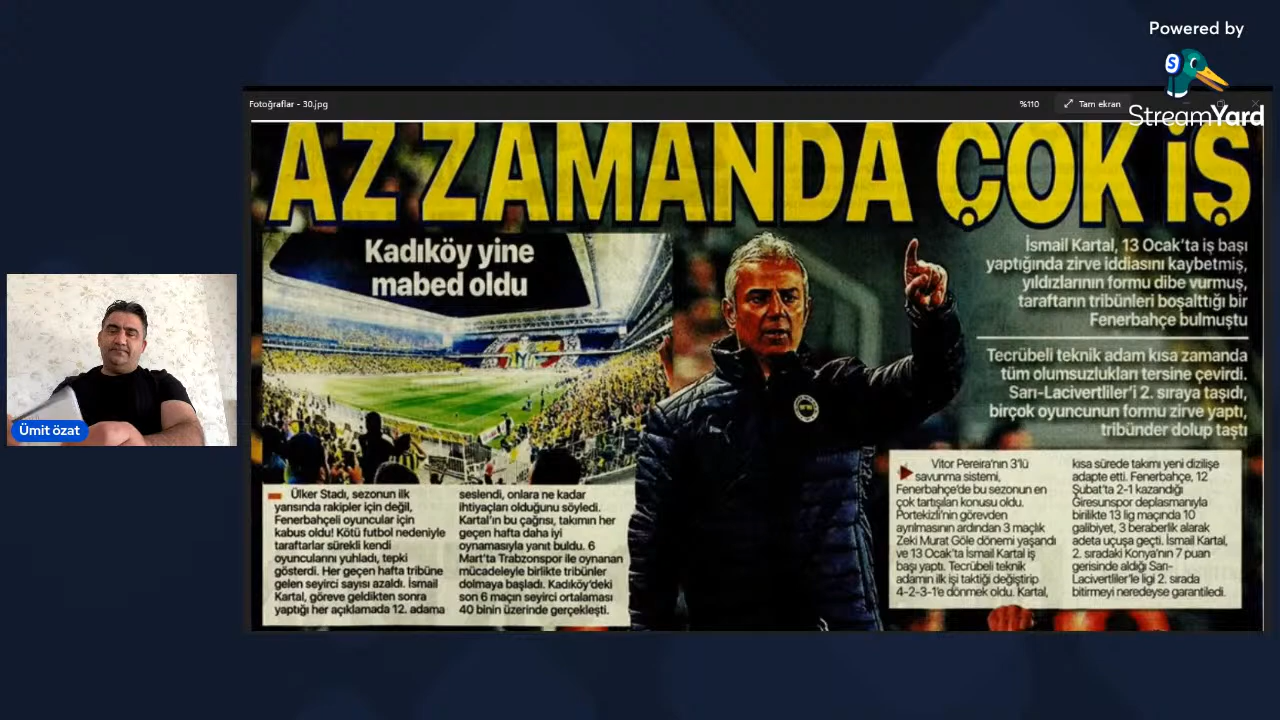 Powered by
StreamYard
Fotoğraflar - 30.jpg
%110
Tam ekran
AZ ZAMANDA ÇOK İŞ
Kadıköy yine
mabed oldu
İsmail Kartal, 13 Ocak'ta iş başı
yaptığında zirve iddiasını kaybetmiş,
yıldızlarının formu dibe vurmuş,
taraftarın tribünleri boşalttığı bir
Fenerbahçe bulmuştu
Tecrübeli teknik adam kısa zamanda
tüm olumsuzlukları tersine çevirdi.
Sarı-Lacivertliler'i 2. sıraya taşıdı,
birçok oyuncunun formu zirve yaptı,
tribünder dolup taştı
Ülker Stadı, sezonun ilk
yarısında rakipler için değil,
Fenerbahçeli oyuncular için
kabus oldu! Kötü futbol nedeniyle
taraftarlar sürekli kendi
oyuncularını yuhladı, tepki
gösterdi. Her geçen hafta tribüne
gelen seyirci sayısı azaldı. İsmail
Kartal, göreve geldikten sonra
yaptığı her açıklamada 12. adama
seslendi, onlara ne kadar
ihtiyaçları olduğunu söyledi.
Kartal'ın bu çağrısı, takımın her
geçen hafta daha iyi
oynamasıyla yanıt buldu. 6
Mart'ta Trabzonspor ile oynanan
mücadeleyle birlikte tribünler
dolmaya başladı. Kadıköy'deki
son 6 maçın seyirci ortalaması
40 binin üzerinde gerçekleşti.
Vitor Pereira'nın 3'lü
savunma sistemi,
Fenerbahçe'de bu sezonun en
çok tartışılan konusu oldu.
Portekizli'nin görevden
ayrılmasının ardından 3 maçlık
Zeki Murat Göle dönemi yaşandı
ve 13 Ocak'ta İsmail Kartal iş
başı yaptı. Tecrübeli teknik
adamın ilk işi taktiği değiştirip
4-2-3-1'e dönmek oldu. Kartal,
kısa sürede takımı yeni dizilişe
adapte etti. Fenerbahçe, 12
Şubat'ta 2-1 kazandığı
Giresunspor deplasmanıyla
birlikte 13 lig maçında 10
galibiyet, 3 beraberlik alarak
adeta uçuşa geçti. İsmail Kartal,
2. sıradaki Konya'nın 7 puan
gerisinde aldığı Sarı-
Lacivertliler'le ligi 2. sırada
bitirmeyi neredeyse garantiledi.
Ümit özat